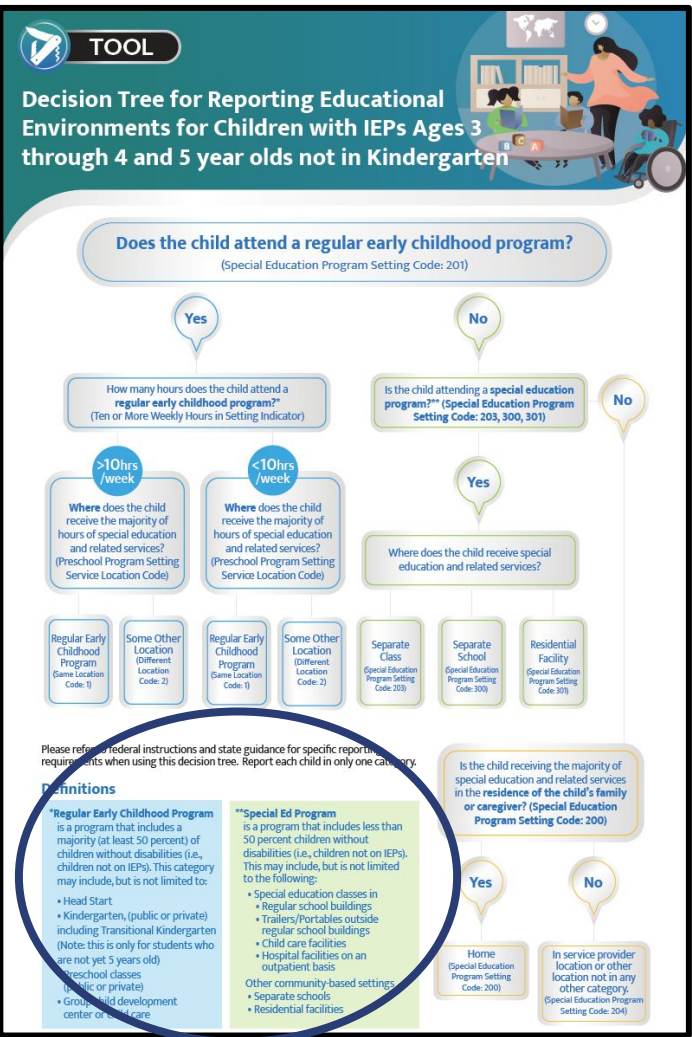 TOOL
Decision Tree for Reporting Educational
Environments for Children with IEPs Ages 3
through 4 and 5 year olds not in Kindergarten
B C A
Does the child attend a regular early childhood program?
(Special Education Program Setting Code: 201)
Yes
No
How many hours does the child attend a
regular early childhood program?*
(Ten or More Weekly Hours in Setting Indicator)
Is the child attending a special education
program?** (Special Education Program
Setting Code: 203, 300, 301)
No
>10hrs
/week
Where does the child
receive the majority of
hours of special education
and related services?
(Preschool Program Setting
Service Location Code)
<10hrs
/week
Where does the child
receive the majority of
hours of special education
and related services?
(Preschool Program Setting
Service Location Code)
Yes
Where does the child receive special
education and related services?
Regular Early
Childhood
Program
(Same Location
Code: 1)
Some Other
Location
(Different
Location
Code: 2)
Regular Early
Childhood
Program
(Same Location
Code: 1)
Some Other
Location
(Different
Location
Code: 2)
Separate
Class
(Special Education
Program Setting
Code: 203)
Separate
School
(Special Education
Program Setting
Code: 300)
Residential
Facility
(Special Education
Program Setting
Code: 301)
Please refer to federal instructions and state guidance for specific reporting
requirements when using this decision tree. Report each child in only one category.
Definitions
*Regular Early Childhood Program
is a program that includes a
majority (at least 50 percent) of
children without disabilities (i.e.,
children not on IEPs). This category
may include, but is not limited to:
• Head Start
• Kindergarten, (public or private)
including Transitional Kindergarten
(Note: this is only for students who
are not yet 5 years old)
• Preschool classes
(public or private)
• Group child development
center or child care
**Special Ed Program
is a program that includes less than
50 percent children without
disabilities (i.e., children not on IEPs).
This may include, but is not limited
to the following:
• Special education classes in
• Regular school buildings
• Trailers/Portables outside
regular school buildings
• Child care facilities
• Hospital facilities on an
outpatient basis
Other community-based settings
• Separate schools
• Residential facilities
Is the child receiving the majority of
special education and related services
in the residence of the child's family
or caregiver? (Special Education
Program Setting Code: 200)
Yes
No
Home
(Special Education
Program Setting
Code: 200)
In service provider
location or other
location not in any
other category.
(Special Education Program
Setting Code: 204)